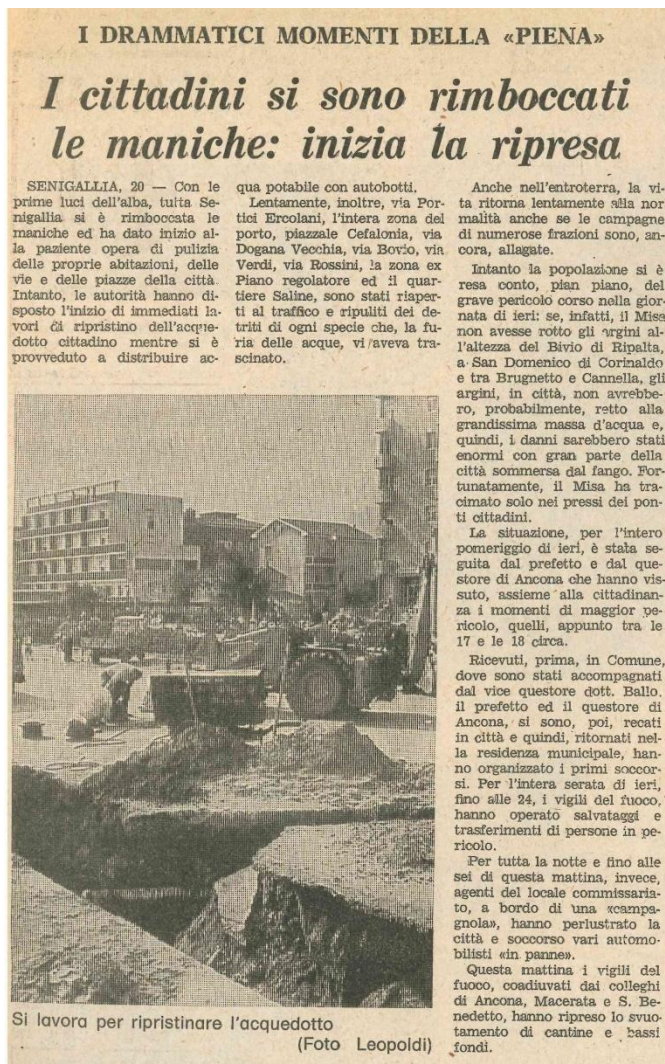 I DRAMMATICI MOMENTI DELLA «PIENA»
I cittadini si sono rimboccati
le maniche: inizia la ripresa
SENIGALLIA, 20 — Con le
prime luci dell'alba, tutta Se-
nigallia si è rimboccata le
maniche ed ha dato inizio al-
la paziente opera di pulizia
delle proprie abitazioni, delle
vie e delle piazze della città.
Intanto, le autorità hanno di-
sposto l'inizio di immediati la-
vori di ripristino dell'acque-
dotto cittadino mentre si è
provveduto a distribuire ac-
qua potabile con autobotti.
Lentamente, inoltre, via Por-
tici Ercolani, l'intera zona del
porto, piazzale Cefalonia, via
Dogana Vecchia, via Bovio, via
Verdi, via Rossini, la zona ex
Piano regolatore ed il quar-
tiere Saline, sono stati riaper-
ti al traffico e ripuliti dei de-
triti di ogni specie che, la fu-
ria delle acque, vi aveva tra-
scinato.
Anche nell'entroterra, la vi-
ta ritorna lentamente alla nor
malità anche se le campagne
di numerose frazioni sono, an-
cora, allagate.
Intanto la popolazione si è
resa conto, pian piano, del
grave pericolo corso nella gior-
nata di ieri: se, infatti, il Misa
non avesse rotto gli argini al-
l'altezza del Bivio di Ripalta,
a San Domenico di Corinaldo
e tra Brugnetto e Cannella, gli
argini, in città, non avrebbe-
ro, probabilmente, retto alla
grandissima massa d'acqua e,
quindi, i danni sarebbero stati
enormi con gran parte della
città sommersa dal fango. For-
tunatamente, il Misa ha tra-
cimato solo nei pressi dei pon-
ti cittadini.
La situazione, per l'intero
pomeriggio di ieri, è stata se-
guita dal prefetto e dal que-
store di Ancona che hanno vis-
suto, assieme alla cittadinan-
za i momenti di maggior pe-
ricolo, quelli, appunto tra le
17 e le 18 circa.
Ricevuti, prima, in Comune,
dove sono stati accompagnati
dal vice questore dott. Ballo,
il prefetto ed il questore di
Ancona, si sono, poi, recati
in città e quindi, ritornati nel-
la residenza municipale, han-
no organizzato i primi soccor-
si. Per l'intera serata di ieri,
fino alle 24, i vigili del fuoco,
hanno operato salvataggi e
trasferimenti di persone in pe-
ricolo.
Per tutta la notte e fino alle
sei di questa mattina, invece,
agenti del locale commissaria-
to, a bordo di una «campa-
gnola», hanno perlustrato la
città e soccorso vari automo-
bilisti «in panne».
Questa mattina i vigili del
fuoco, coadiuvati dai colleghi
di Ancona, Macerata e S. Be-
nedetto, hanno ripreso lo svuo-
tamento di cantine e bassi
fondi.
Si lavora per ripristinare l'acquedotto
(Foto Leopoldi)